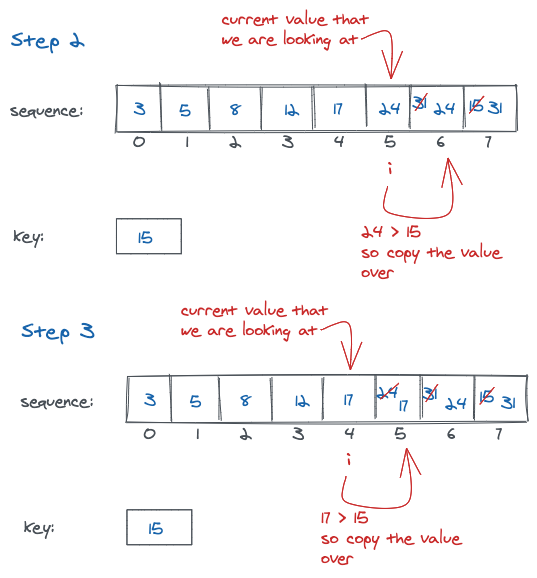 current value that
we are looking at
Step 2
sequence: 3 5 8 12 17 24 31 24 15 31
0 1 2 3 4 5 6 7
i
key: 15
24 > 15
so copy the value
over
current value that
we are looking at
Step 3
sequence: 3 5 8 12 17 24 17 31 24 15 31
0 1 2 3 4 5 6 7
i
key: 15
17 > 15
so copy the value
over